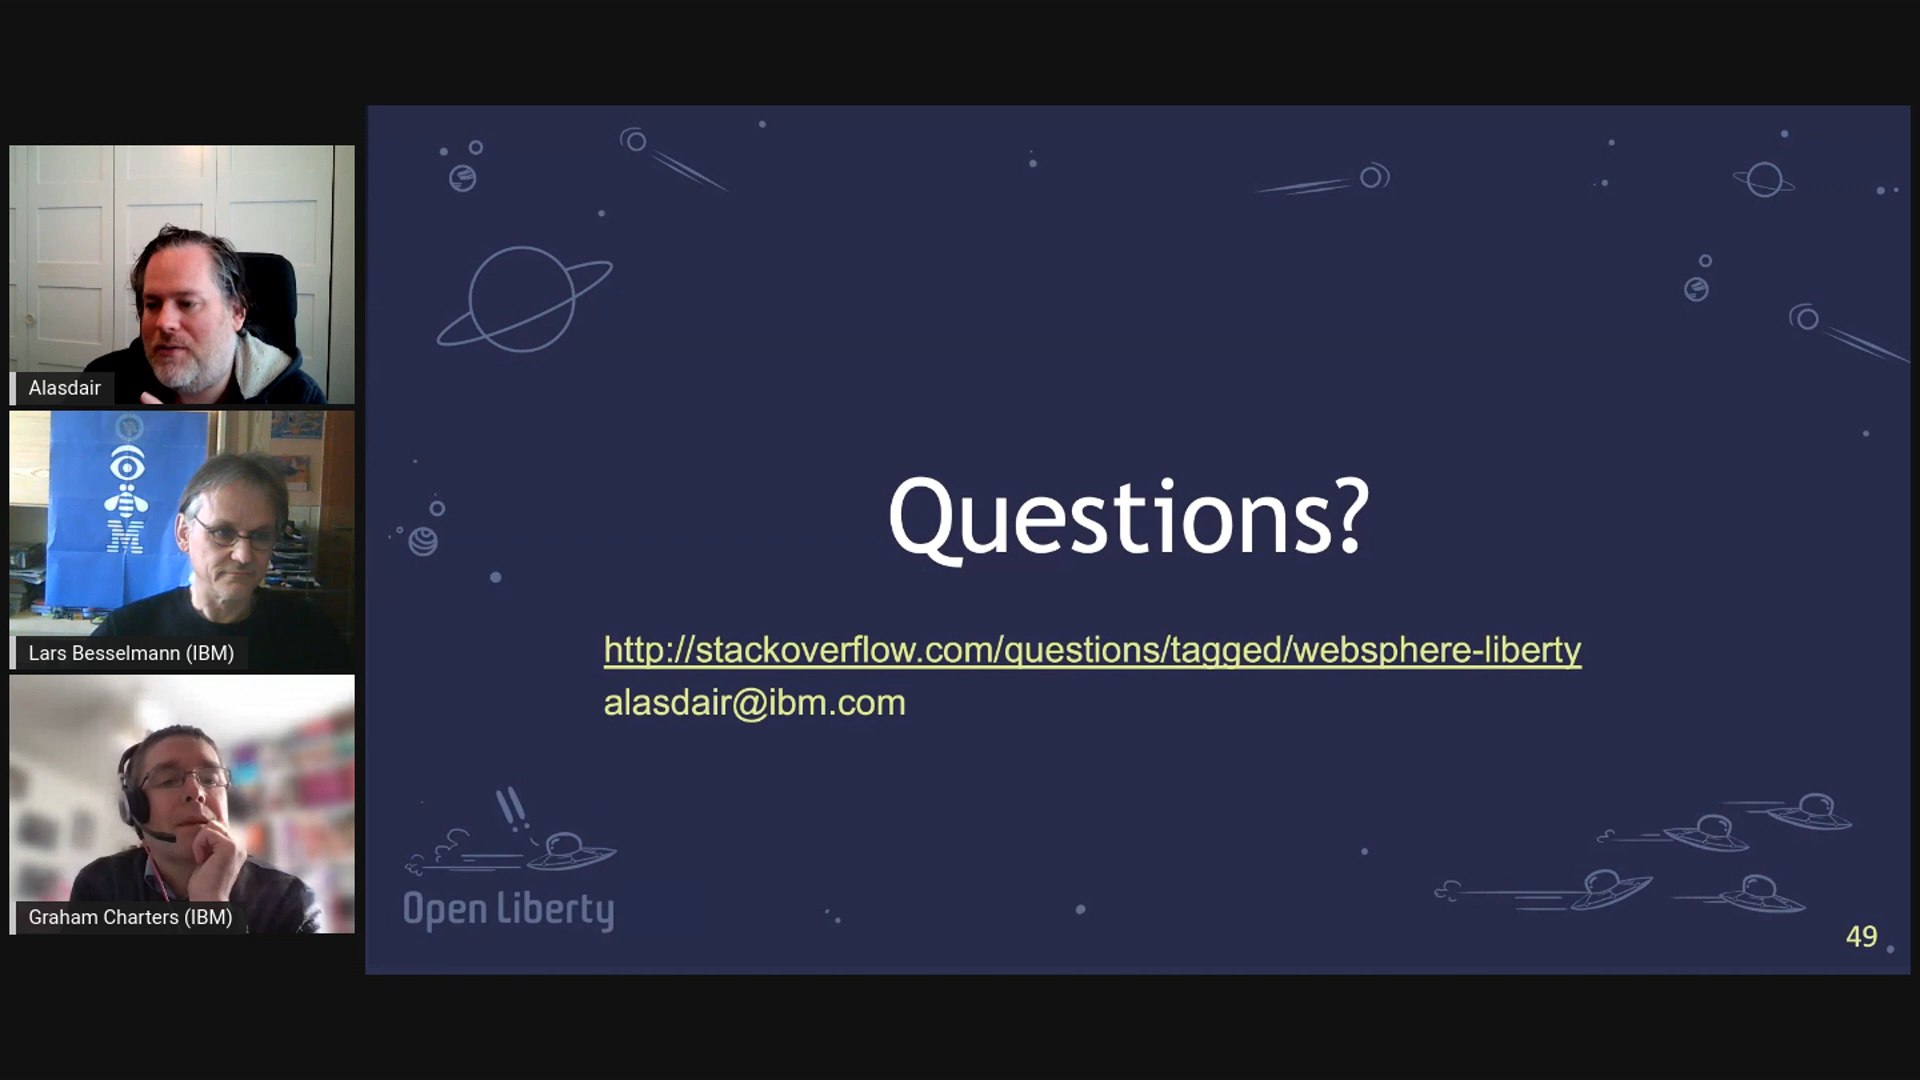 Alasdair
Lars Besselmann (IBM)
Graham Charters (IBM)
Questions?
http://stackoverflow.com/questions/tagged/websphere-liberty
alasdair@ibm.com
Open Liberty
49
M